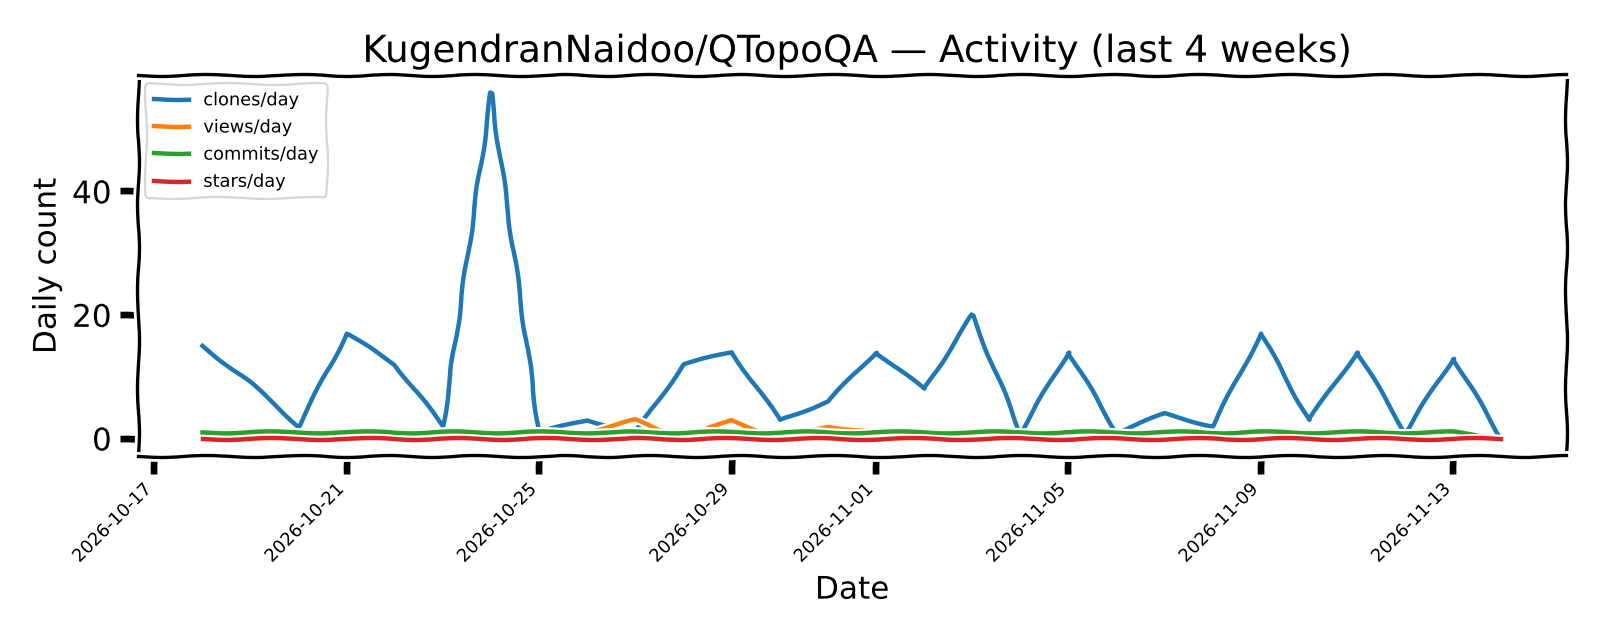 KugendranNaidoo/QTopoQA — Activity (last 4 weeks)
clones/day
views/day
commits/day
stars/day
Daily count
40
20
0
2026-10-17
2026-10-21
2026-10-25
2026-10-29
2026-11-01
2026-11-05
2026-11-09
2026-11-13
Date